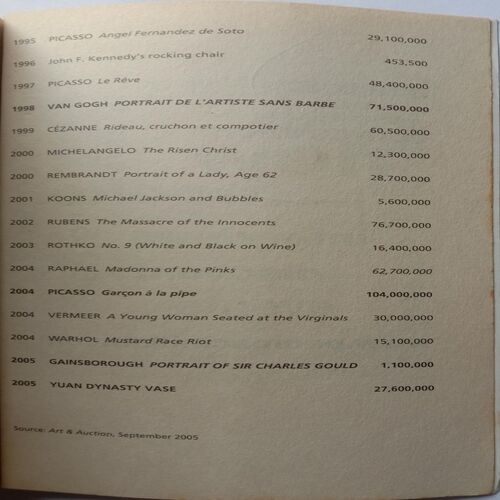 1995 PICASSO Angel Fernandez de Soto 29,100,000
1996 John F. Kennedy's rocking chair 453,500
1997 PICASSO Le Rêve 48,400,000
1998 VAN GOGH PORTRAIT DE L'ARTISTE SANS BARBE 71,500,000
1999 CÉZANNE Rideau, cruchon et compotier 60,500,000
2000 MICHELANGELO The Risen Christ 12,300,000
2000 REMBRANDT Portrait of a Lady, Age 62 28,700,000
2001 KOONS Michael Jackson and Bubbles 5,600,000
2002 RUBENS The Massacre of the Innocents 76,700,000
2003 ROTHKO No. 9 (White and Black on Wine) 16,400,000
2004 RAPHAEL Madonna of the Pinks 62,700,000
2004 PICASSO Garçon à la pipe 104,000,000
2004 VERMEER A Young Woman Seated at the Virginals 30,000,000
2004 WARHOL Mustard Race Riot 15,100,000
2005 GAINSBOROUGH PORTRAIT OF SIR CHARLES GOULD 1,100,000
2005 YUAN DYNASTY VASE 27,600,000
Source: Art & Auction, September 2005